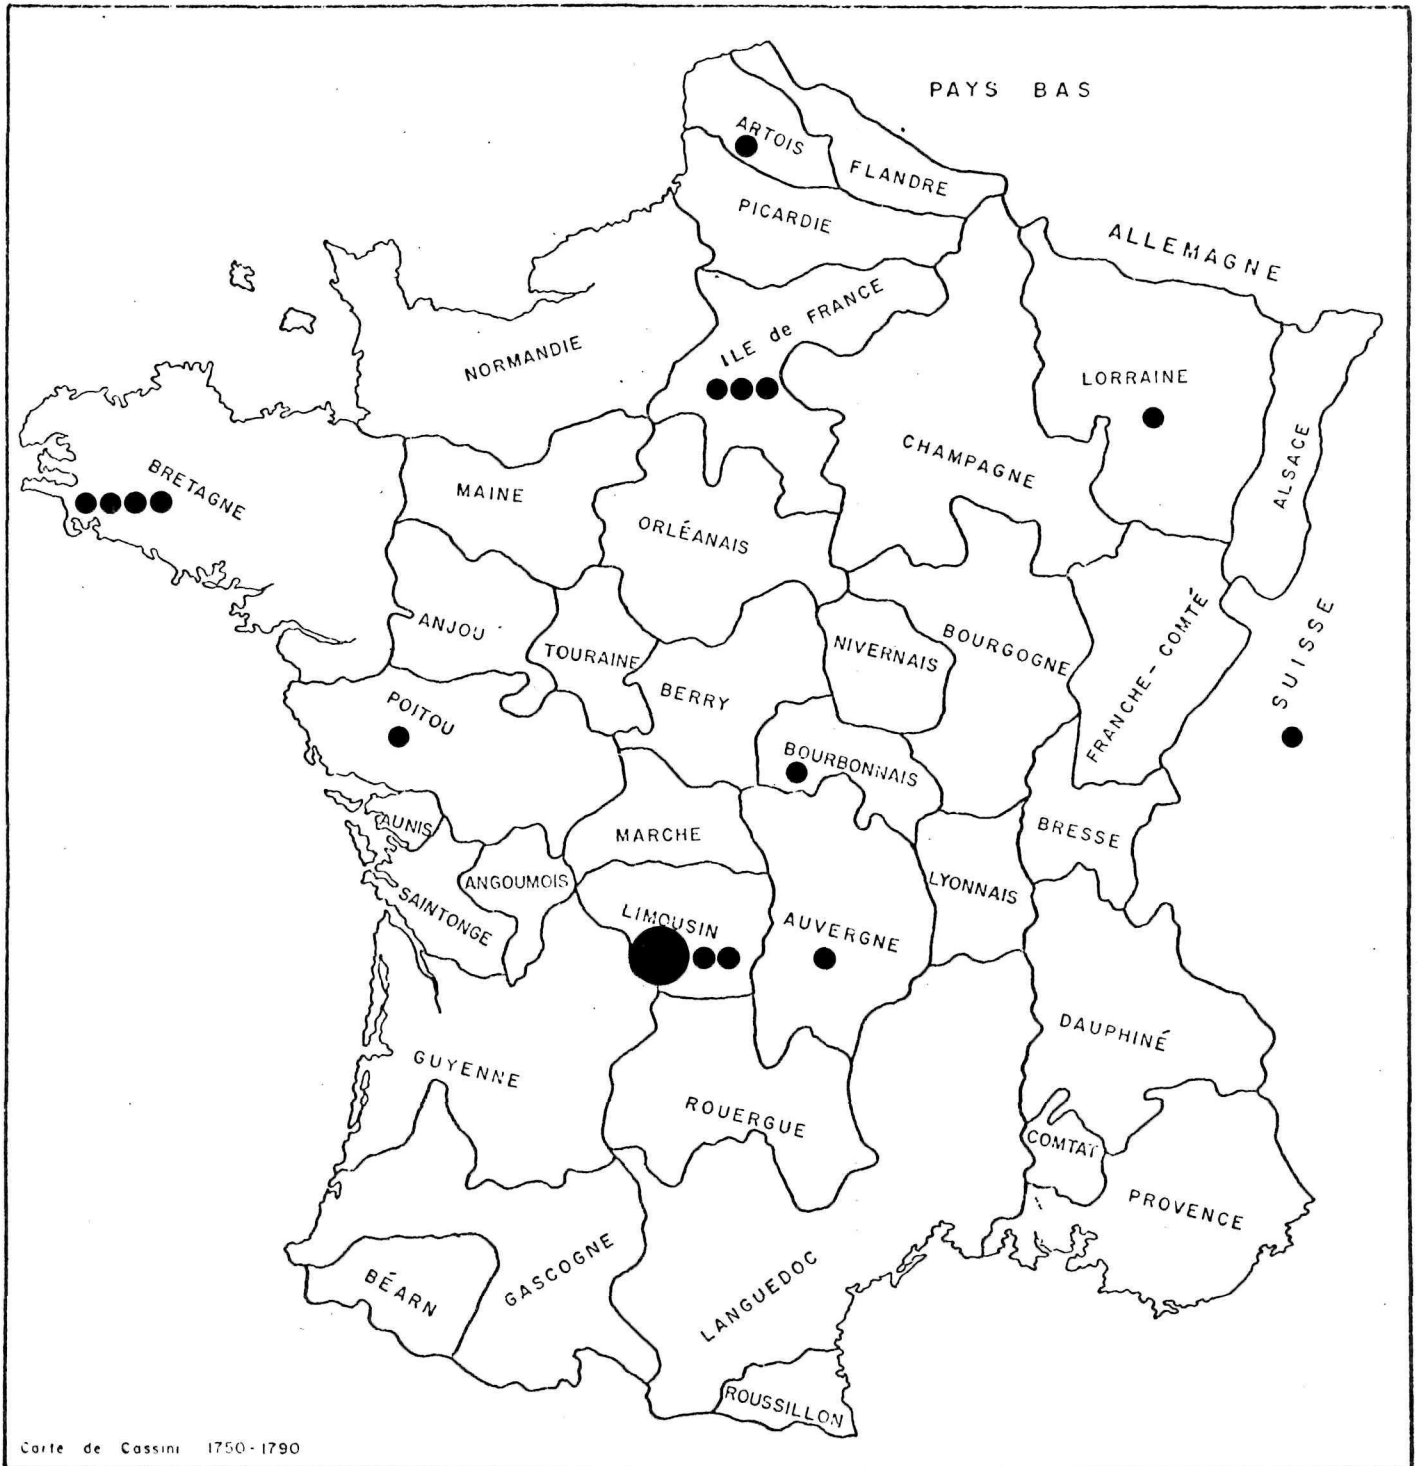 PAYS BAS
ARTOIS
FLANDRE
PICARDIE
ALLEMAGNE
ILE de FRANCE
NORMANDIE
LORRAINE
CHAMPAGNE
ALSACE
BRETAGNE
MAINE
ORLÉANAIS
ANJOU
TOURAINE
BERRY
NIVERNAIS
BOURGOGNE
FRANCHE-COMTÉ
SUISSE
POITOU
BOURBONNAIS
AUNIS
MARCHE
BRESSE
ANGOUMOIS
LYONNAIS
SAINTONGE
LIMOUSIN
AUVERGNE
DAUPHINÉ
GUYENNE
ROUERGUE
COMTAT
PROVENCE
BÉARN
GASCOGNE
LANGUEDOC
ROUSSILLON
Carte de Cassini 1750-1790